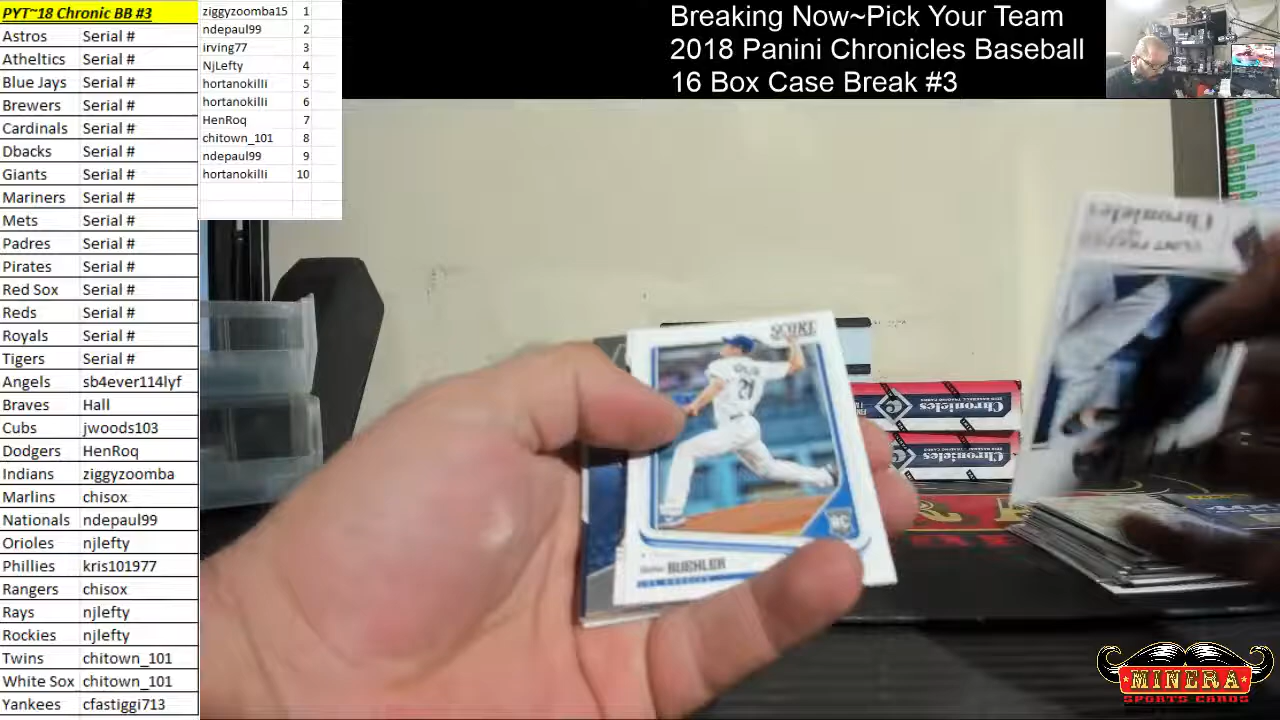 PYT~18 Chronic BB #3
Astros Serial #
Atheltics Serial #
Blue Jays Serial #
Brewers Serial #
Cardinals Serial #
Dbacks Serial #
Giants Serial #
Mariners Serial #
Mets Serial #
Padres Serial #
Pirates Serial #
Red Sox Serial #
Reds Serial #
Royals Serial #
Tigers Serial #
Angels sb4ever114lyf
Braves Hall
Cubs jwoods103
Dodgers HenRoq
Indians ziggyzoomba
Marlins chisox
Nationals ndepaul99
Orioles njlefty
Phillies kris101977
Rangers chisox
Rays njlefty
Rockies njlefty
Twins chitown_101
White Sox chitown_101
Yankees cfastiggi713
ziggyzoomba15 1
ndepaul99 2
irving77 3
NjLefty 4
hortanokilli 5
hortanokilli 6
HenRoq 7
chitown_101 8
ndepaul99 9
hortanokilli 10
Breaking Now~Pick Your Team
2018 Panini Chronicles Baseball
16 Box Case Break #3
Chronicles
SCORE
21
RC
BUEHLER
LOS ANGELES
Chronicles
Chronicles
MINERA
SPORTS CARDS